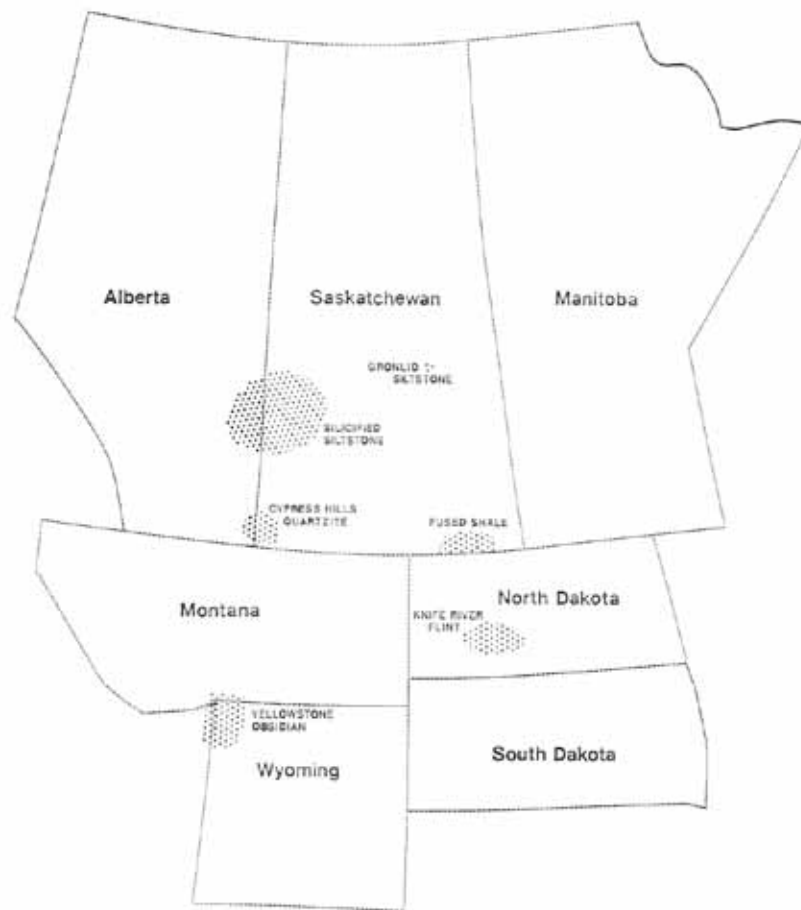 Alberta
Saskatchewan
Manitoba
GRONLID
SILTSTONE
SILICIFIED
SILTSTONE
CYPRESS HILLS
QUARTZITE
FUSED SHALE
Montana
North Dakota
KNIFE RIVER
FLINT
YELLOWSTONE
OBSIDIAN
South Dakota
Wyoming